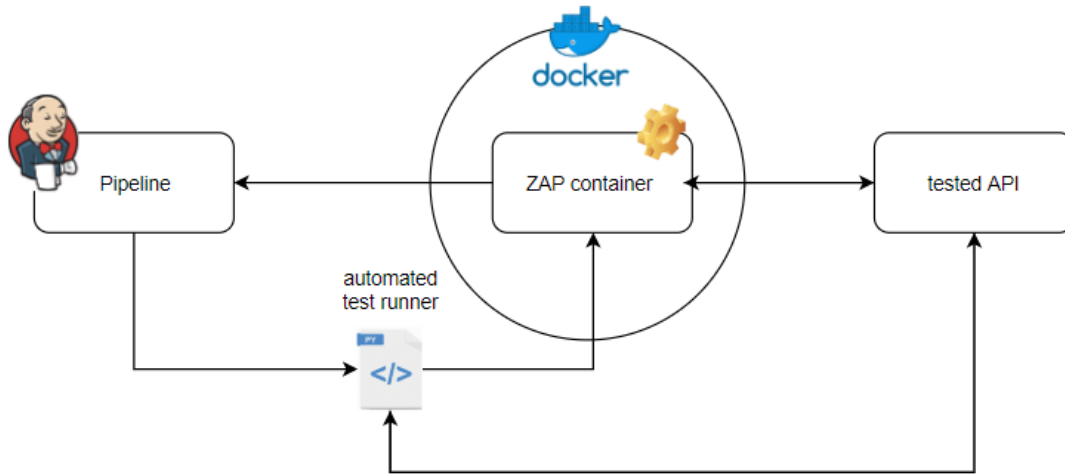 docker
Pipeline
ZAP container
tested API
automated
test runner
PY
</>